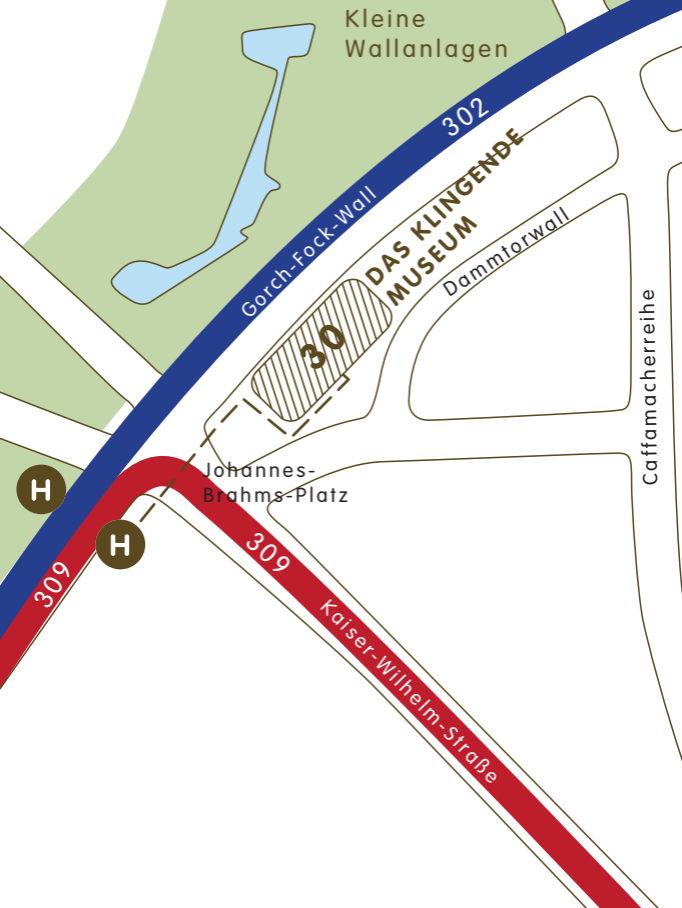 Kleine
Wallanlagen
302
DAS KLINGENDE
MUSEUM
Gorch-Fock-Wall
Dammtorwall
30
Caffamacherreihe
Johannes-
Brahms-Platz
H
H
309
309
Kaiser-Wilhelm-Straße